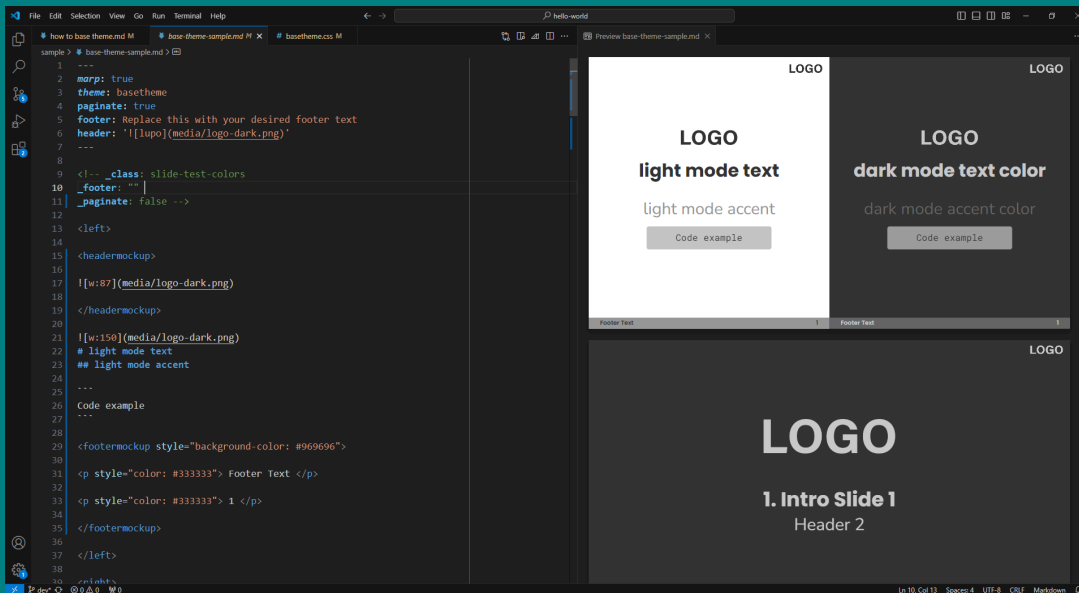 File Edit Selection View Go Run Terminal Help
hello-world
how to base theme.md M
base-theme-sample.md M
# basetheme.css M
Preview base-theme-sample.md
sample > base-theme-sample.md >
1 ---
2 marp: true
3 theme: basetheme
4 paginate: true
5 footer: Replace this with your desired footer text
6 header: '![lupo](media/logo-dark.png)'
7 ---
8
9 <!-- _class: slide-test-colors
10 _footer: ""
11 _paginate: false -->
12
13 <left>
14
15 <headermockup>
16
17 ![w:87](media/logo-dark.png)
18
19 </headermockup>
20
21 ![w:150](media/logo-dark.png)
22 # light mode text
23 ## light mode accent
24
25 ```
26 Code example
27 ```
28
29 <footermockup style="background-color: #969696">
30
31 <p style="color: #333333"> Footer Text </p>
32
33 <p style="color: #333333"> 1 </p>
34
35 </footermockup>
36
37 </left>
38
39 <right>
LOGO
LOGO
light mode text
light mode accent
Code example
Footer Text 1
LOGO
LOGO
dark mode text color
dark mode accent color
Code example
Footer Text 1
LOGO
LOGO
1. Intro Slide 1
Header 2
5
2
1
dev* 0 0 0
Ln 10, Col 13 Spaces: 4 UTF-8 CRLF Markdown